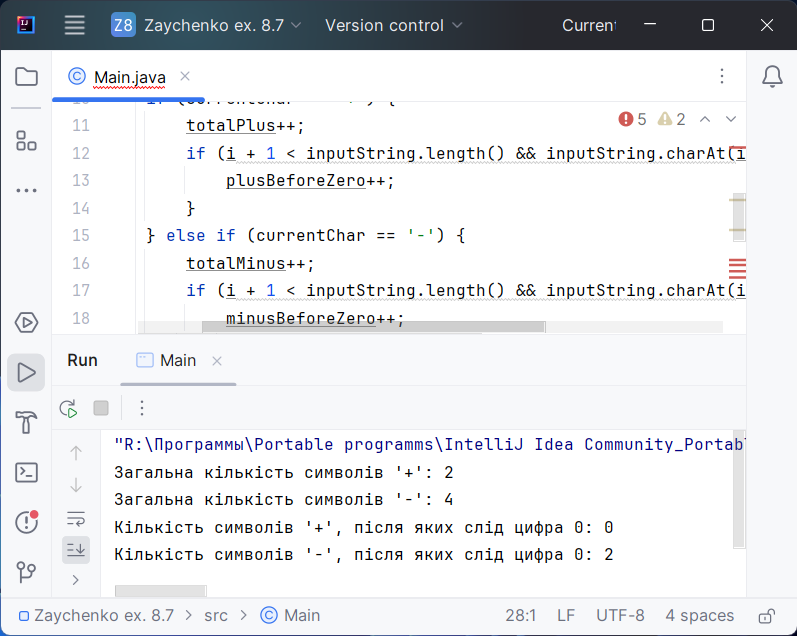 Z8 Zaychenko ex. 8.7 Version control Current
Main.java
11 totalPlus++;
5 2
12 if (i + 1 < inputString.length() && inputString.charAt(i
13 plusBeforeZero++;
14 }
15 } else if (currentChar == '-') {
16 totalMinus++;
17 if (i + 1 < inputString.length() && inputString.charAt(i
18 minusBeforeZero++;
Run Main
"R:\Программы\Portable programms\IntelliJ Idea Community_Portab
Загальна кількість символів '+': 2
Загальна кількість символів '-': 4
Кількість символів '+', після яких слід цифра 0: 0
Кількість символів '-', після яких слід цифра 0: 2
Zaychenko ex. 8.7 > src > Main 28:1 LF UTF-8 4 spaces